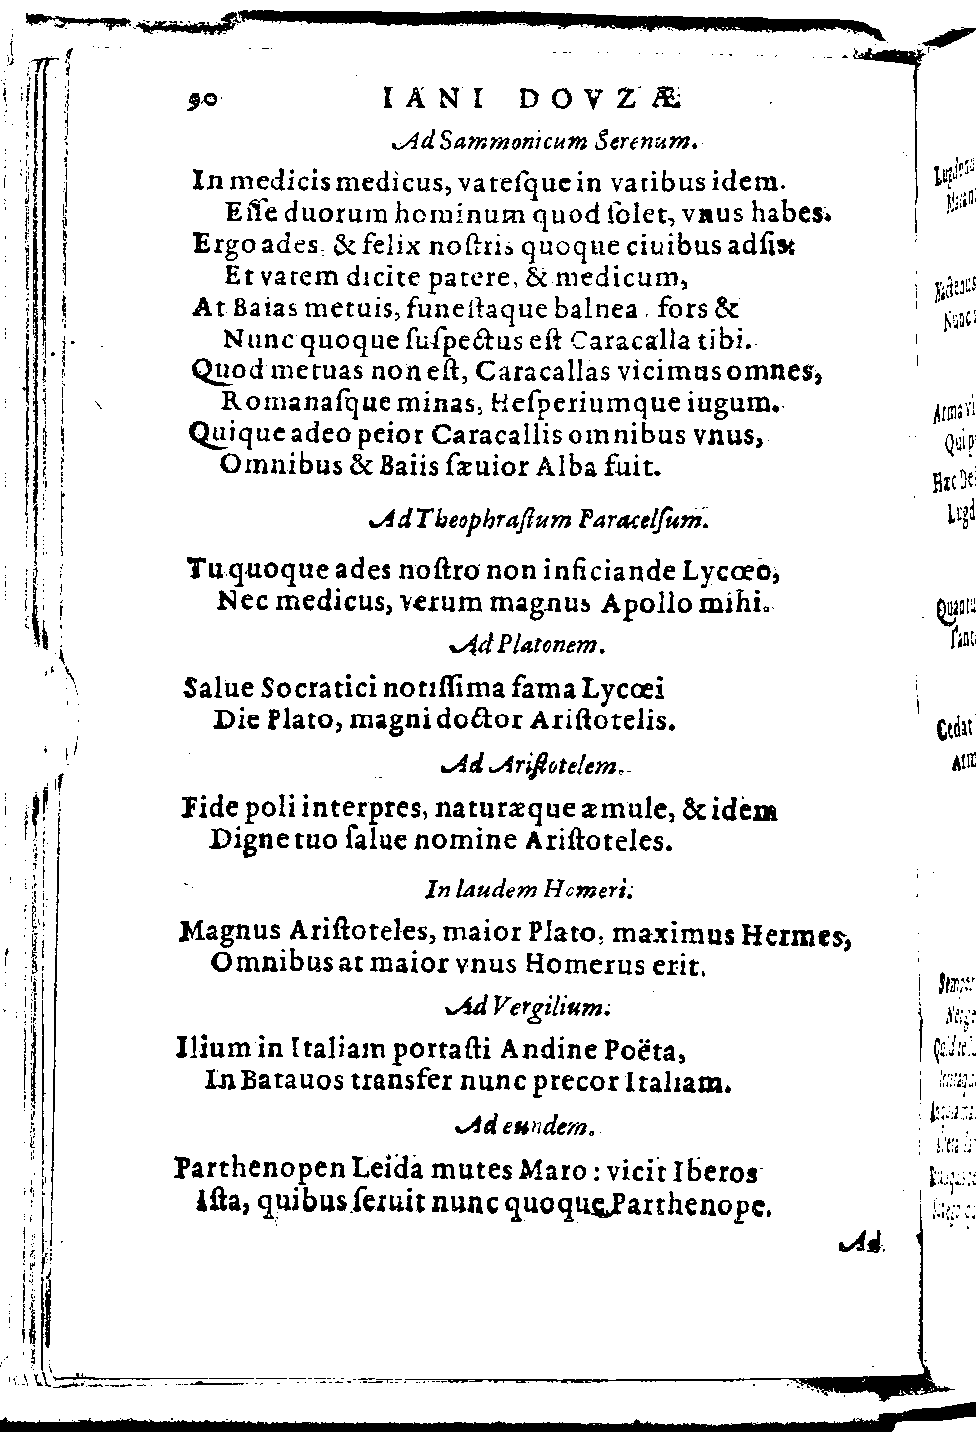 90 IANI DOVZÆ
Ad Sammonicum Serenum.
In medicis medicus, vateſque in vatibus idem.
Eſſe duorum hominum quod ſolet, vnus habes.
Ergo ades, & felix noſtris quoque ciuibus adſis:
Et vatem dicite patere, & medicum,
At Baias metuis, funeſtaque balnea, fors &
Nunc quoque ſuſpectus eſt Caracalla tibi.
Quod metuas non eſt, Caracallas vicimus omnes,
Romanaſque minas, Heſperiumque iugum.
Quique adeo peior Caracallis omnibus vnus,
Omnibus & Baiis ſæuior Alba fuit.
Ad Theophraſtum Paracelſum.
Tu quoque ades noſtro non inficiande Lycœo,
Nec medicus, verum magnus Apollo mihi.
Ad Platonem.
Salue Socratici notiſſima fama Lycœi
Die Plato, magni doctor Ariſtotelis.
Ad Ariſtotelem.
Fide poli interpres, naturæque æmule, & idem
Digne tuo ſalue nomine Ariſtoteles.
In laudem Homeri.
Magnus Ariſtoteles, maior Plato, maximus Hermes,
Omnibus at maior vnus Homerus erit.
Ad Vergilium.
Ilium in Italiam portaſti Andine Poëta,
In Batauos transfer nunc precor Italiam.
Ad eundem.
Parthenopen Leida mutes Maro: vicit Iberos
Iſta, quibus ſeruit nunc quoque Parthenope.
Ad